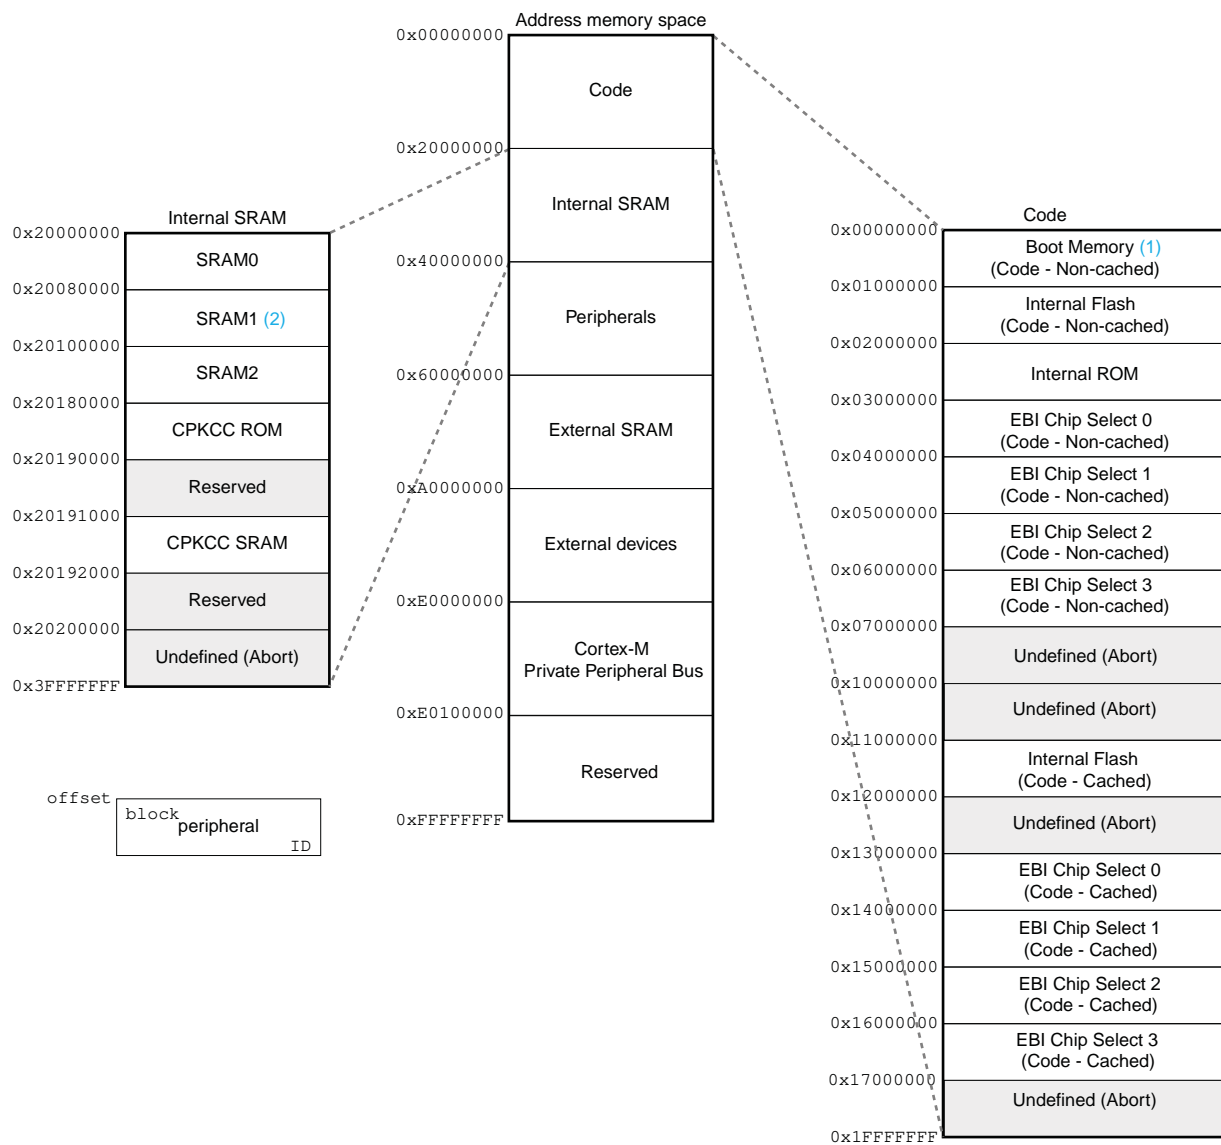 Address memory space
0x00000000
Code
0x20000000
Internal SRAM
0x40000000
Peripherals
0x60000000
External SRAM
0xA0000000
External devices
0xE0000000
Cortex-M
Private Peripheral Bus
0xE0100000
Reserved
0xFFFFFFFF
Internal SRAM
0x20000000
SRAM0
0x20080000
SRAM1 (2)
0x20100000
SRAM2
0x20180000
CPKCC ROM
0x20190000
Reserved
0x20191000
CPKCC SRAM
0x20192000
Reserved
0x20200000
Undefined (Abort)
0x3FFFFFFF
offset
block
peripheral
ID
Code
0x00000000
Boot Memory (1)
(Code - Non-cached)
0x01000000
Internal Flash
(Code - Non-cached)
0x02000000
Internal ROM
0x03000000
EBI Chip Select 0
(Code - Non-cached)
0x04000000
EBI Chip Select 1
(Code - Non-cached)
0x05000000
EBI Chip Select 2
(Code - Non-cached)
0x06000000
EBI Chip Select 3
(Code - Non-cached)
0x07000000
Undefined (Abort)
0x10000000
Undefined (Abort)
0x11000000
Internal Flash
(Code - Cached)
0x12000000
Undefined (Abort)
0x13000000
EBI Chip Select 0
(Code - Cached)
0x14000000
EBI Chip Select 1
(Code - Cached)
0x15000000
EBI Chip Select 2
(Code - Cached)
0x16000000
EBI Chip Select 3
(Code - Cached)
0x17000000
Undefined (Abort)
0x1FFFFFFF